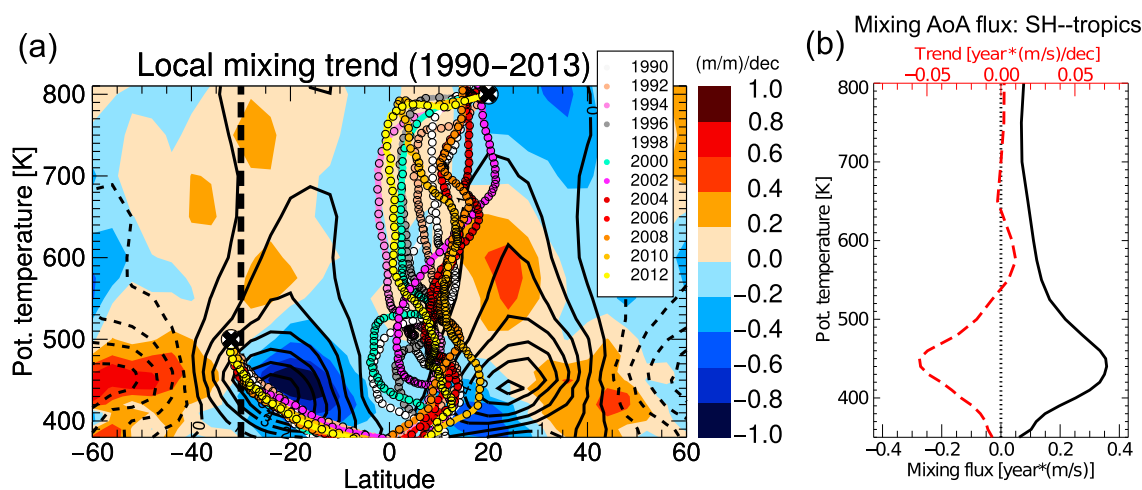 (a)
Local mixing trend (1990−2013)
(m/m)/dec
1990
1992
1994
1996
1998
2000
2002
2004
2006
2008
2010
2012
1.0
0.8
0.6
0.4
0.2
0.0
−0.2
−0.4
−0.6
−0.8
−1.0
800
700
600
500
400
Pot. temperature [K]
−60 −40 −20 0 20 40 60
Latitude
0
0
(b)
Mixing AoA flux: SH--tropics
Trend [year*(m/s)/dec]
−0.05 0.00 0.05
800
700
600
500
400
Pot. temperature [K]
−0.4 −0.2 0.0 0.2 0.4
Mixing flux [year*(m/s)]